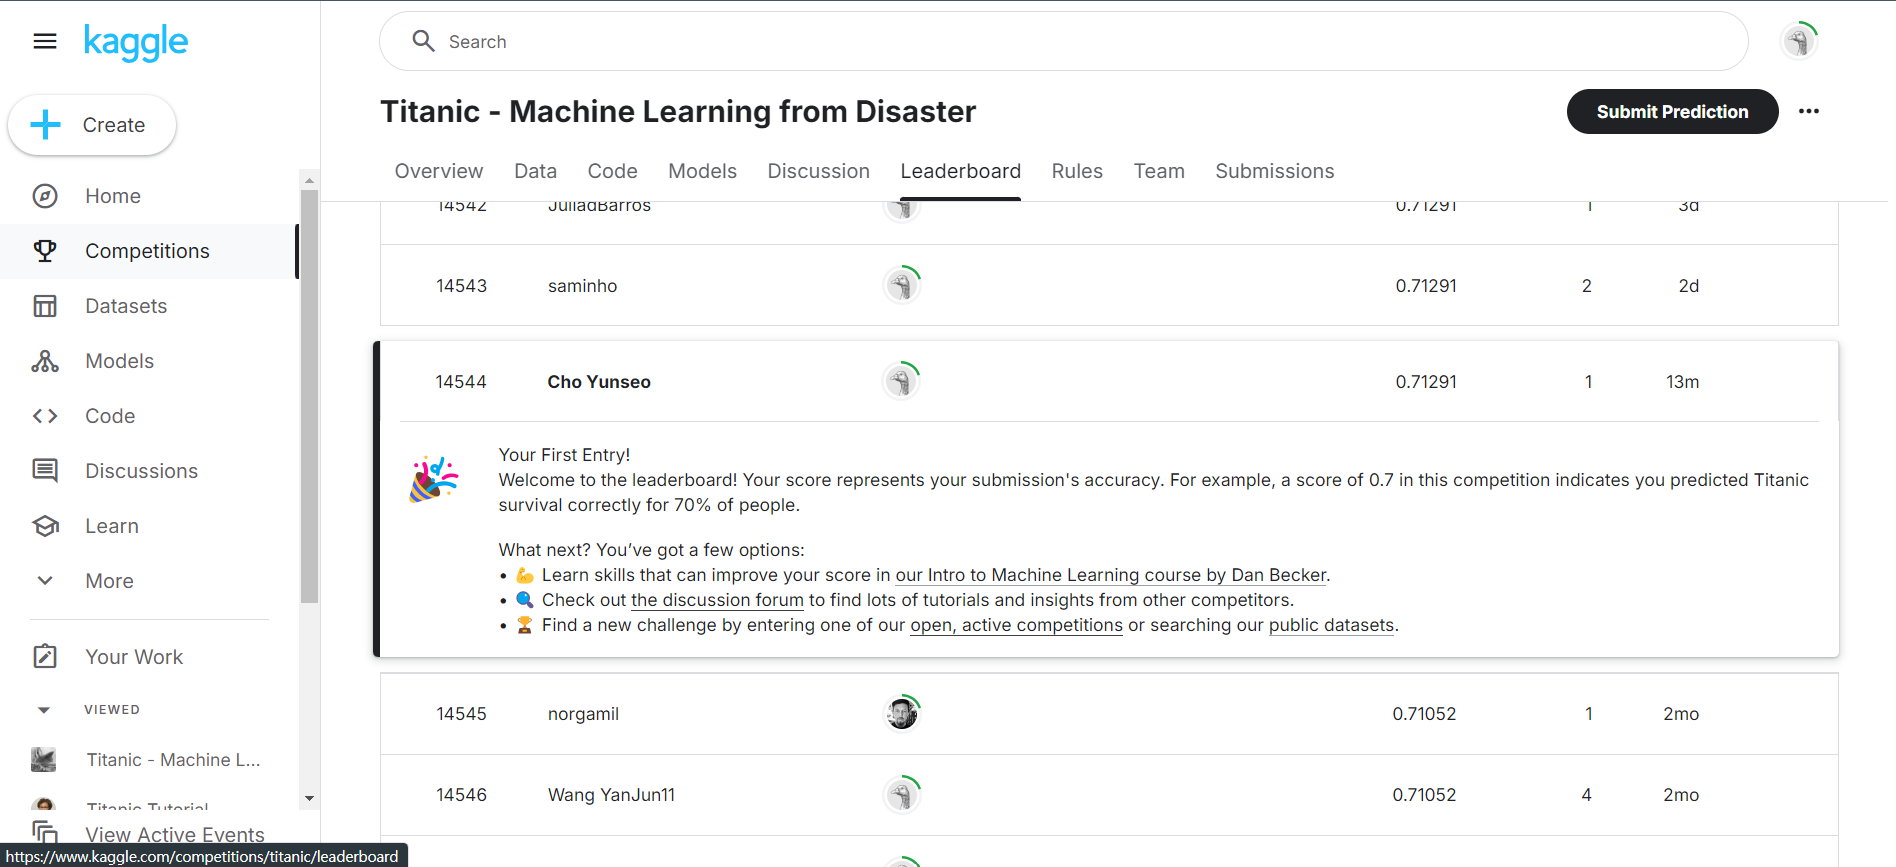 kaggle
Search
Create
Home
Competitions
Datasets
Models
Code
Discussions
Learn
More
Your Work
VIEWED
Titanic - Machine L...
Titanic Tutorial
View Active Events
https://www.kaggle.com/competitions/titanic/leaderboard
Titanic - Machine Learning from Disaster
Submit Prediction
Overview Data Code Models Discussion Leaderboard Rules Team Submissions
14542 JuliadBarros 0.71291 1 3d
14543 saminho 0.71291 2 2d
14544 Cho Yunseo 0.71291 1 13m
Your First Entry!
Welcome to the leaderboard! Your score represents your submission's accuracy. For example, a score of 0.7 in this competition indicates you predicted Titanic
survival correctly for 70% of people.
What next? You’ve got a few options:
• 💪 Learn skills that can improve your score in our Intro to Machine Learning course by Dan Becker.
• 🔍 Check out the discussion forum to find lots of tutorials and insights from other competitors.
• 🏆 Find a new challenge by entering one of our open, active competitions or searching our public datasets.
14545 norgamil 0.71052 1 2mo
14546 Wang YanJun11 0.71052 4 2mo